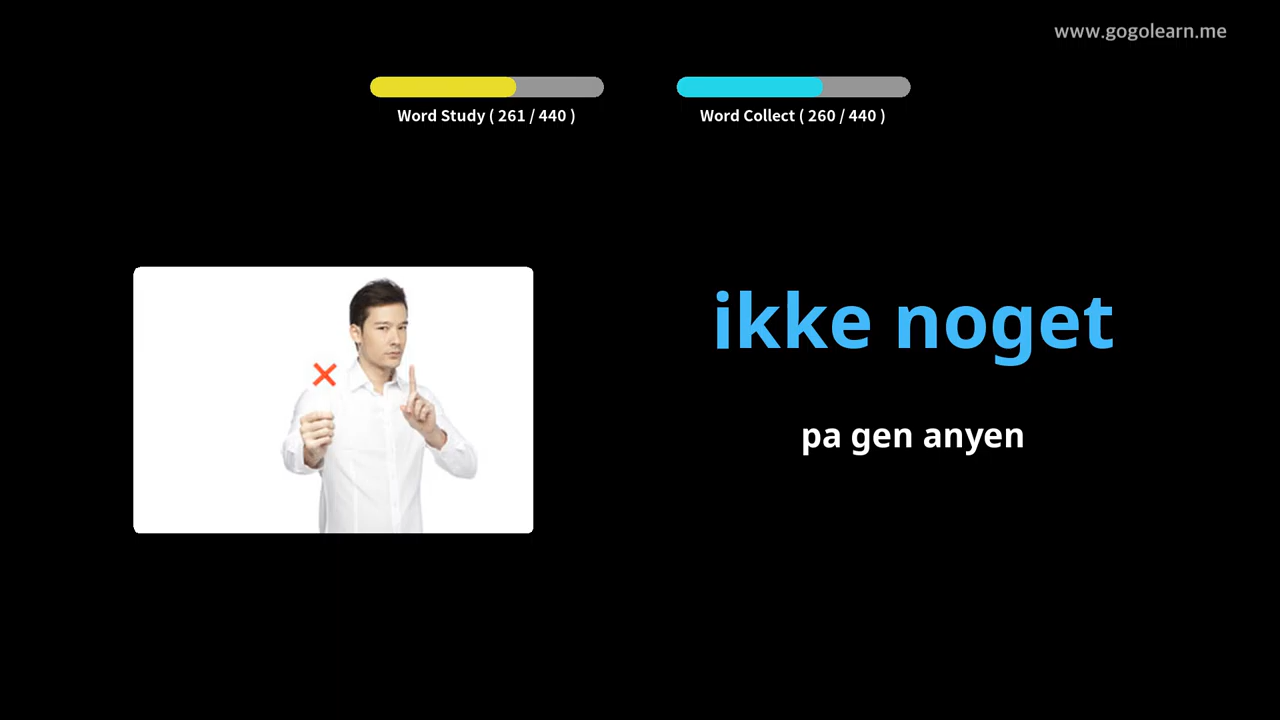 www.gogolearn.me
Word Study ( 261 / 440 )
Word Collect ( 260 / 440 )
ikke noget
pa gen anyen